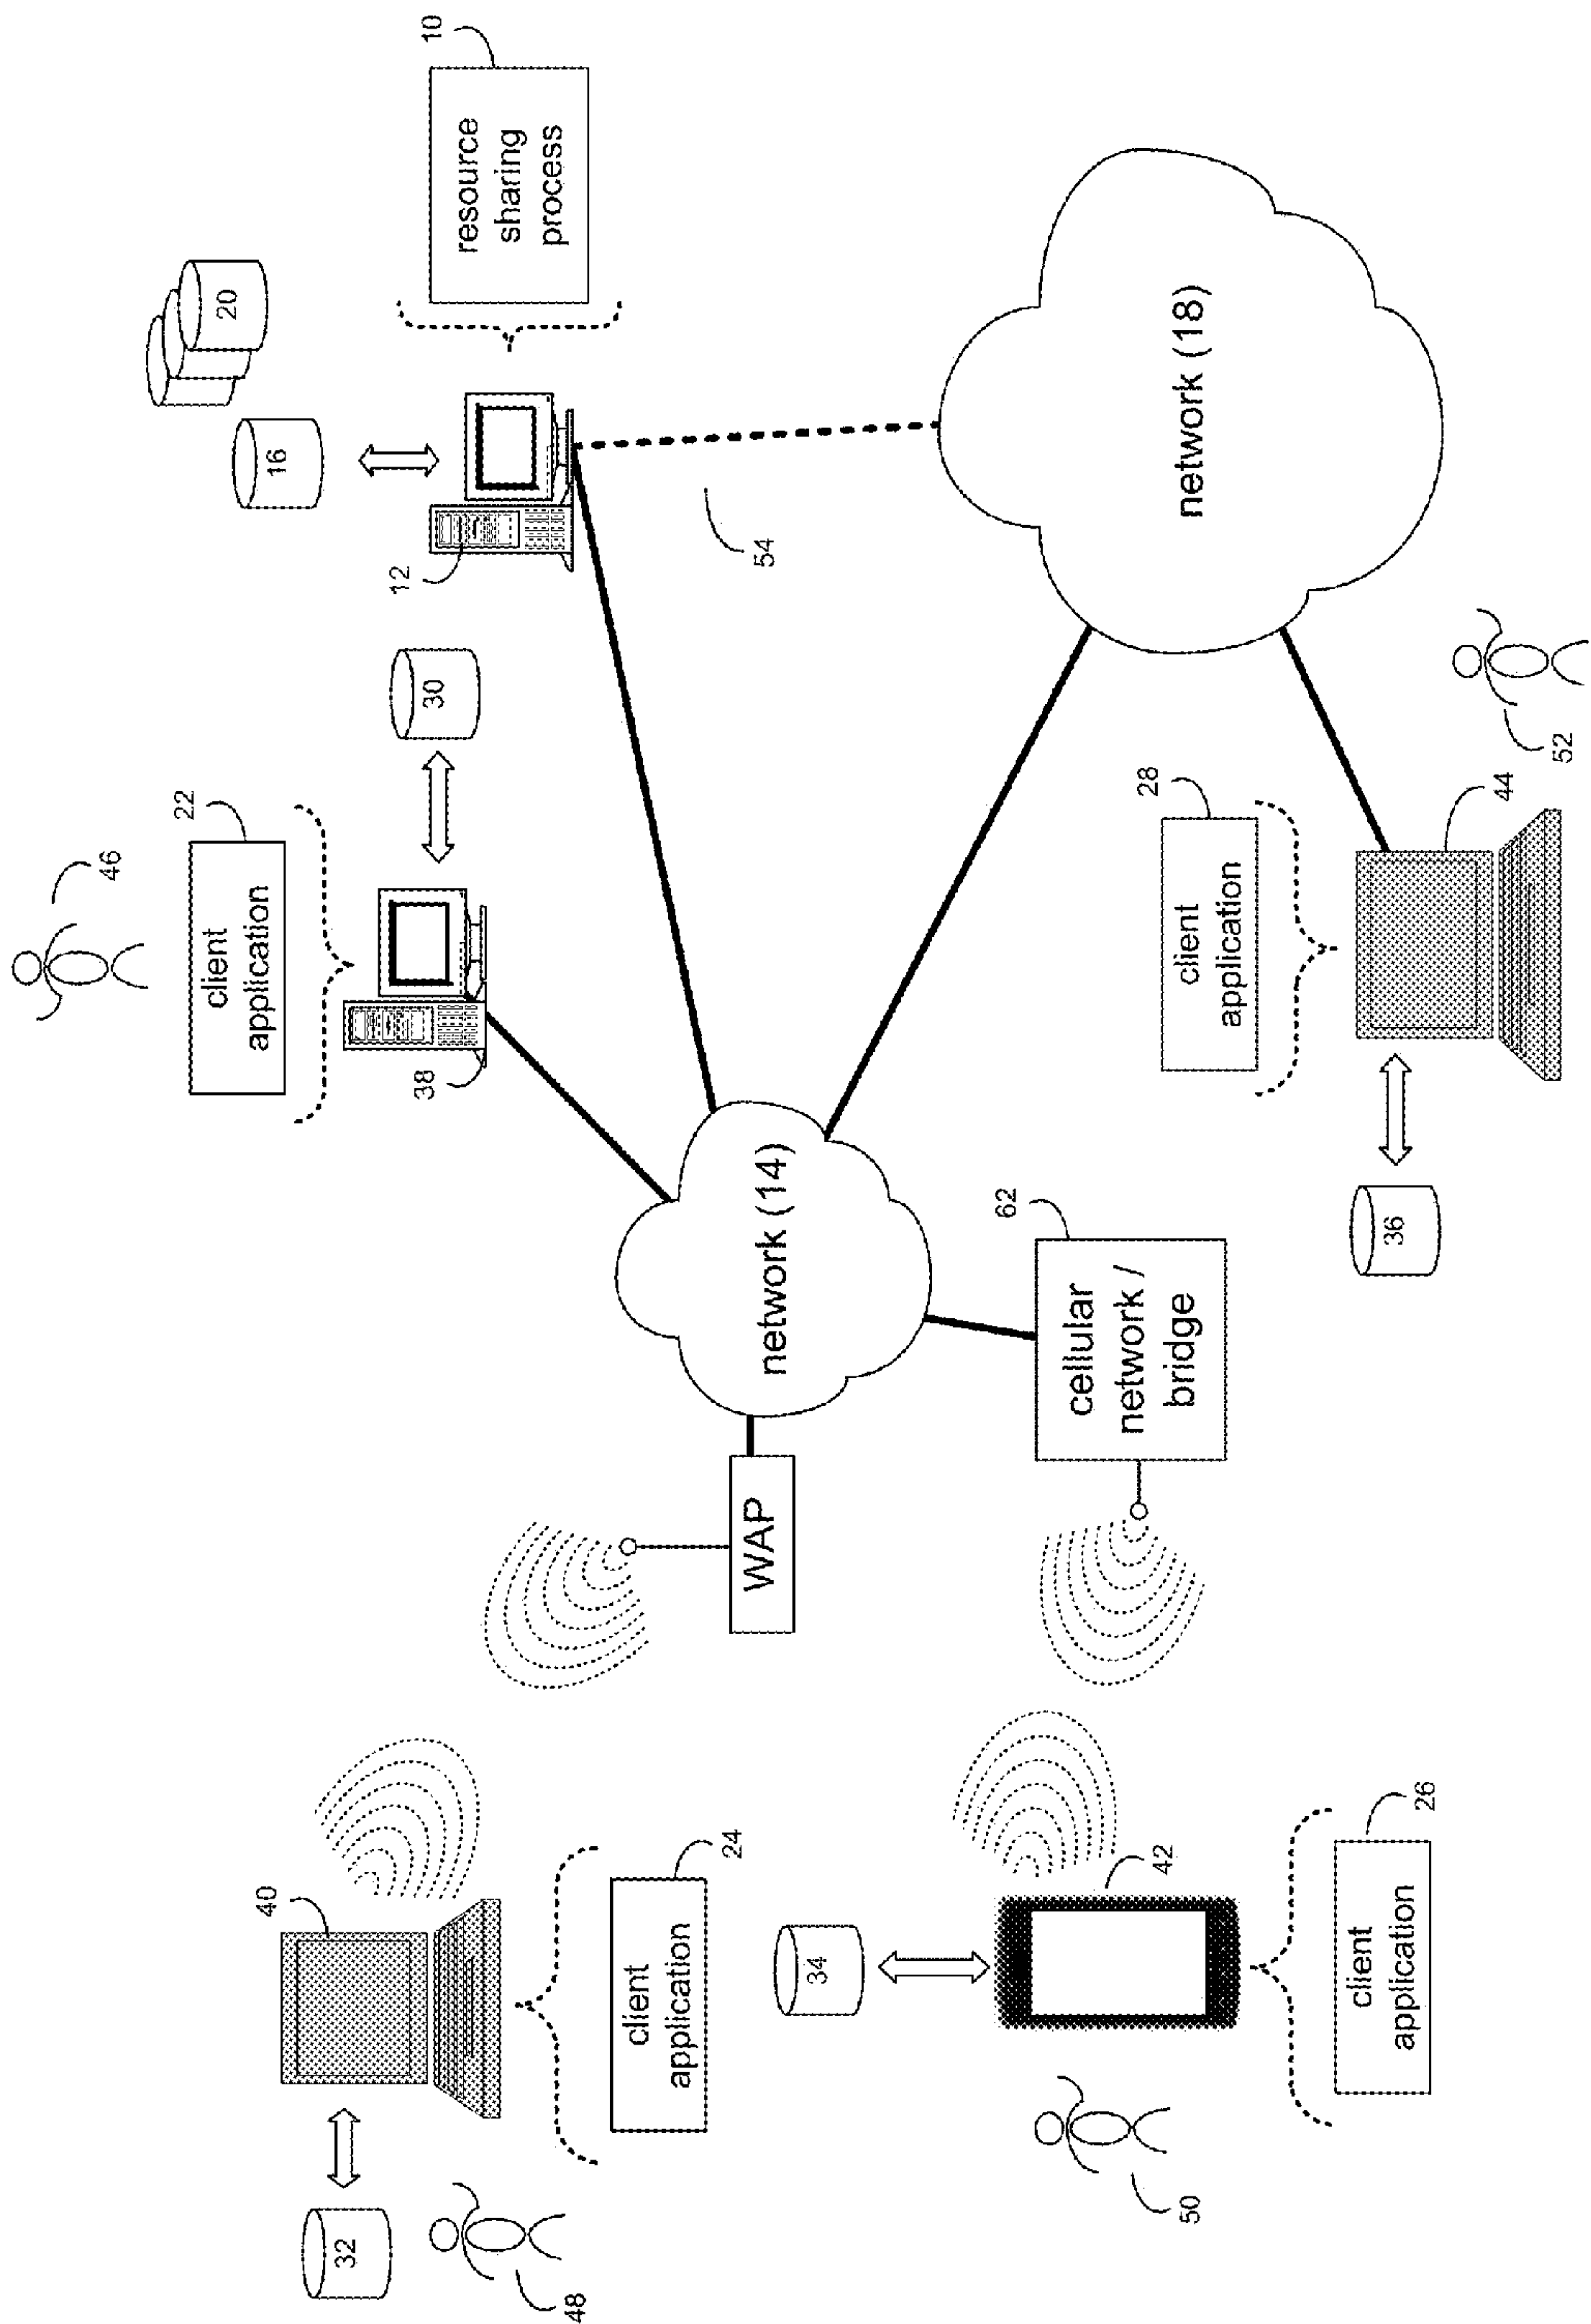 46
22
client
application
20
16
40
32
12
38
10
30
resource
sharing
process
48
client
application
24
WAP
network (14)
54
34
62
cellular
network /
bridge
28
42
50
client
application
network (18)
client
application
36
26
44
52